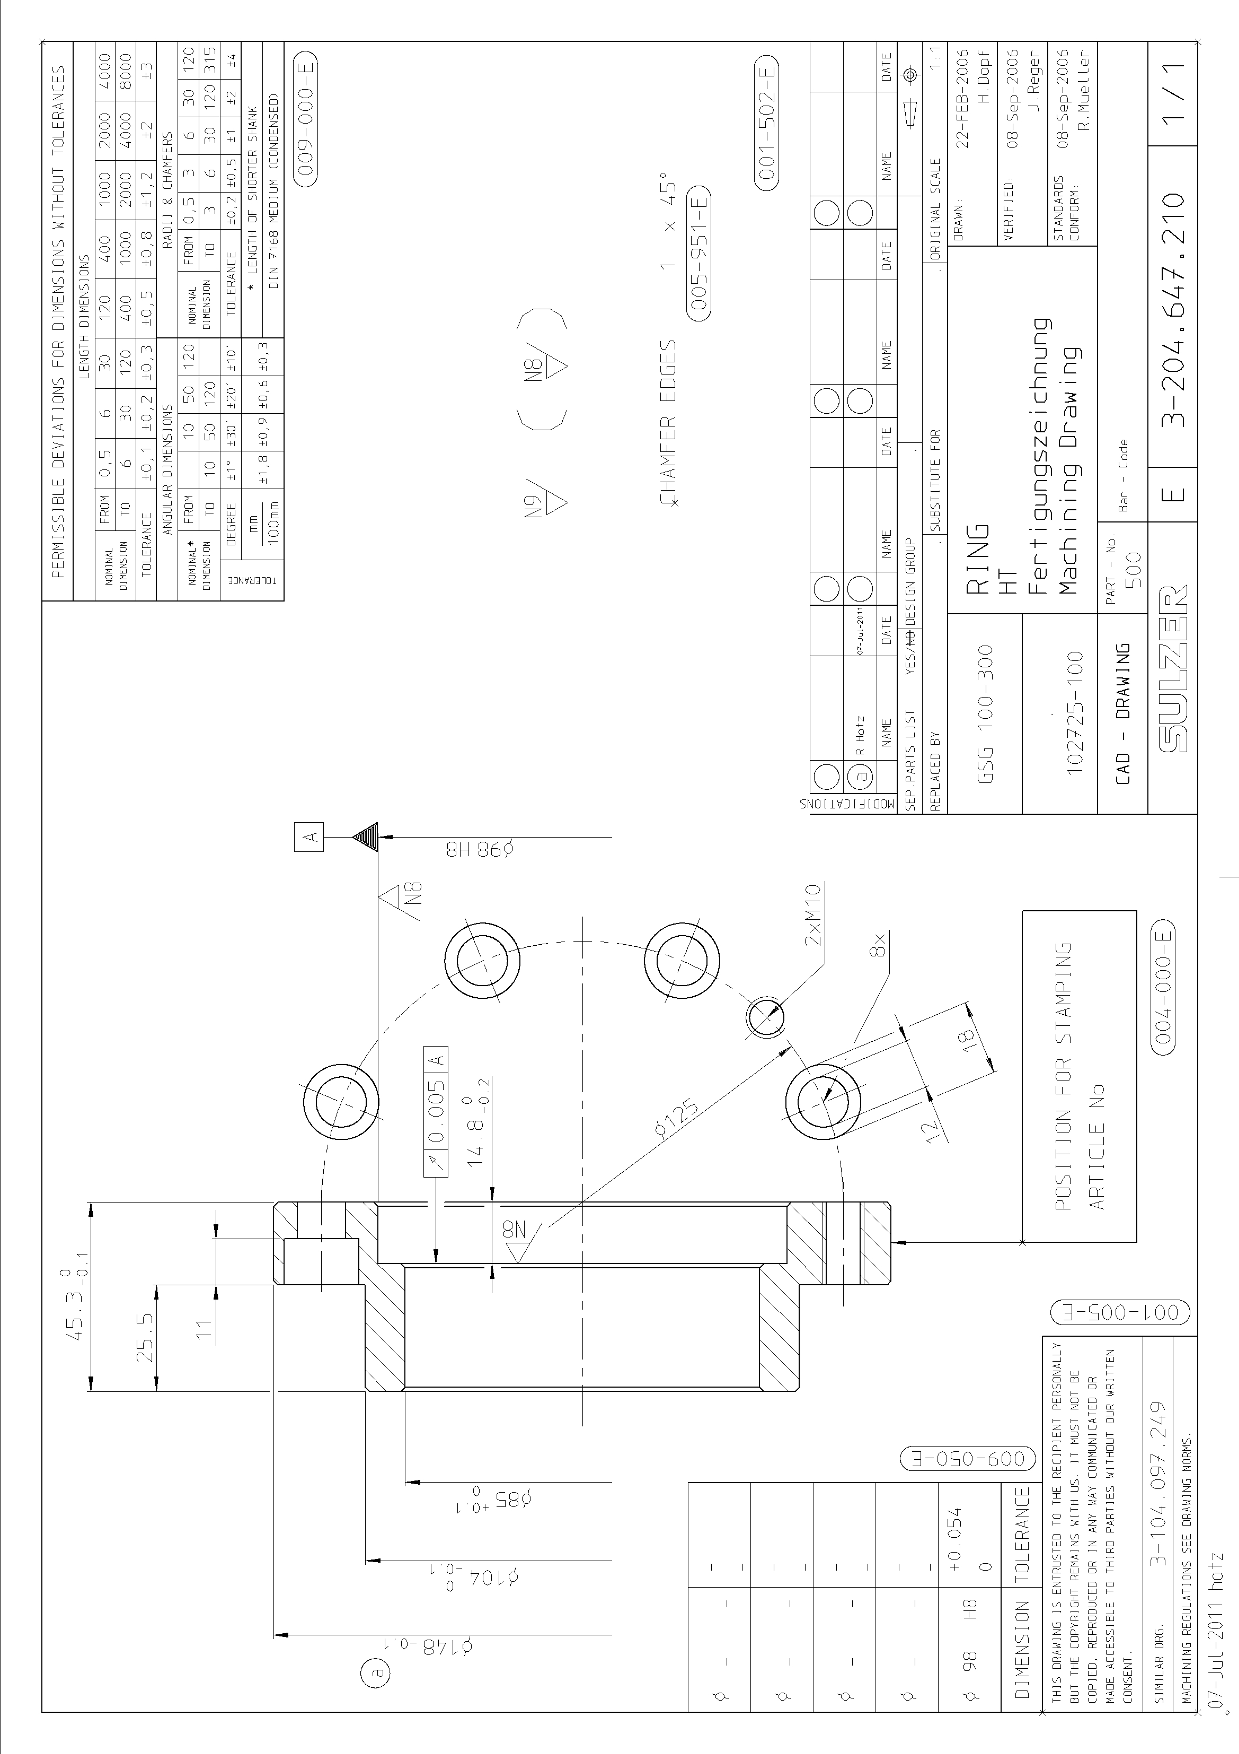 PERMISSIBLE DEVIATIONS FOR DIMENSIONS WITHOUT TOLERANCES
LENGTH DIMENSIONS
NOMINAL DIMENSION FROM 0,5 6 30 120 400 1000 2000 4000
TO 6 30 120 400 1000 2000 4000 8000
TOLERANCE ±0,1 ±0,2 ±0,3 ±0,5 ±0,8 ±1,2 ±2 ±3
ANGULAR DIMENSIONS
RADII & CHAMFERS
NOMINAL* DIMENSION FROM 10 50 120
TO 10 50 120
NOMINAL DIMENSION FROM 0,5 3 6 30 120
TO 3 6 30 120 315
TOLERANCE DEGREE ±1° ±30' ±20' ±10'
mm ±1,8 ±0,9 ±0,6 ±0,3
100mm
TOLERANCE ±0,2 ±0,5 ±1 ±2 ±4
* LENGTH OF SHORTER SHANK
DIN 7168 MEDIUM (CONDENSED)
009-000-E
N9 ( N8 )
CHAMFER EDGES 1 x 45°
005-951-E
001-507-E
45.3 0 -0.1
25.5
11
A
⌀98 H8
N8
0.005 A
14.8 0 -0.2
N8
⌀125
2xM10
8x
12
18
⌀85 +0.1 0
⌀104 0 -0.1
⌀148 -0.1
a
POSITION FOR STAMPING
ARTICLE No
004-000-E
001-005-E
009-050-E
⌀ - - -
⌀ - - -
⌀ - - -
⌀ - - -
⌀ 98 H8 +0.054 0
DIMENSION TOLERANCE
THIS DRAWING IS ENTRUSTED TO THE RECIPIENT PERSONALLY
BUT THE COPYRIGHT REMAINS WITH US. IT MUST NOT BE
COPIED, REPRODUCED OR IN ANY WAY COMMUNICATED OR
MADE ACCESSIBLE TO THIRD PARTIES WITHOUT OUR WRITTEN
CONSENT.
SIMILAR DRG. 3-104.097.249
MACHINING REGULATIONS SEE DRAWING NORMS.
07 Jul 2011 hotz
MODIFICATIONS
a R Hotz 07-Jul-2011
NAME DATE NAME DATE NAME DATE NAME DATE
SEP.PARTS LIST YES/NO DESIGN GROUP
REPLACED BY SUBSTITUTE FOR ORIGINAL SCALE 1:1
GSG 100-300
102725-100
CAD - DRAWING
RING
HT
Fertigungszeichnung
Machining Drawing
DRAWN: 22-FEB-2006
H.Dopf
VERIFIED 08 Sep-2006
J Reger
STANDARDS CONFORM: 08-Sep-2006
R.Mueller
PART - No
500
Han - Code
SULZER
E 3-204.647.210 1 / 1